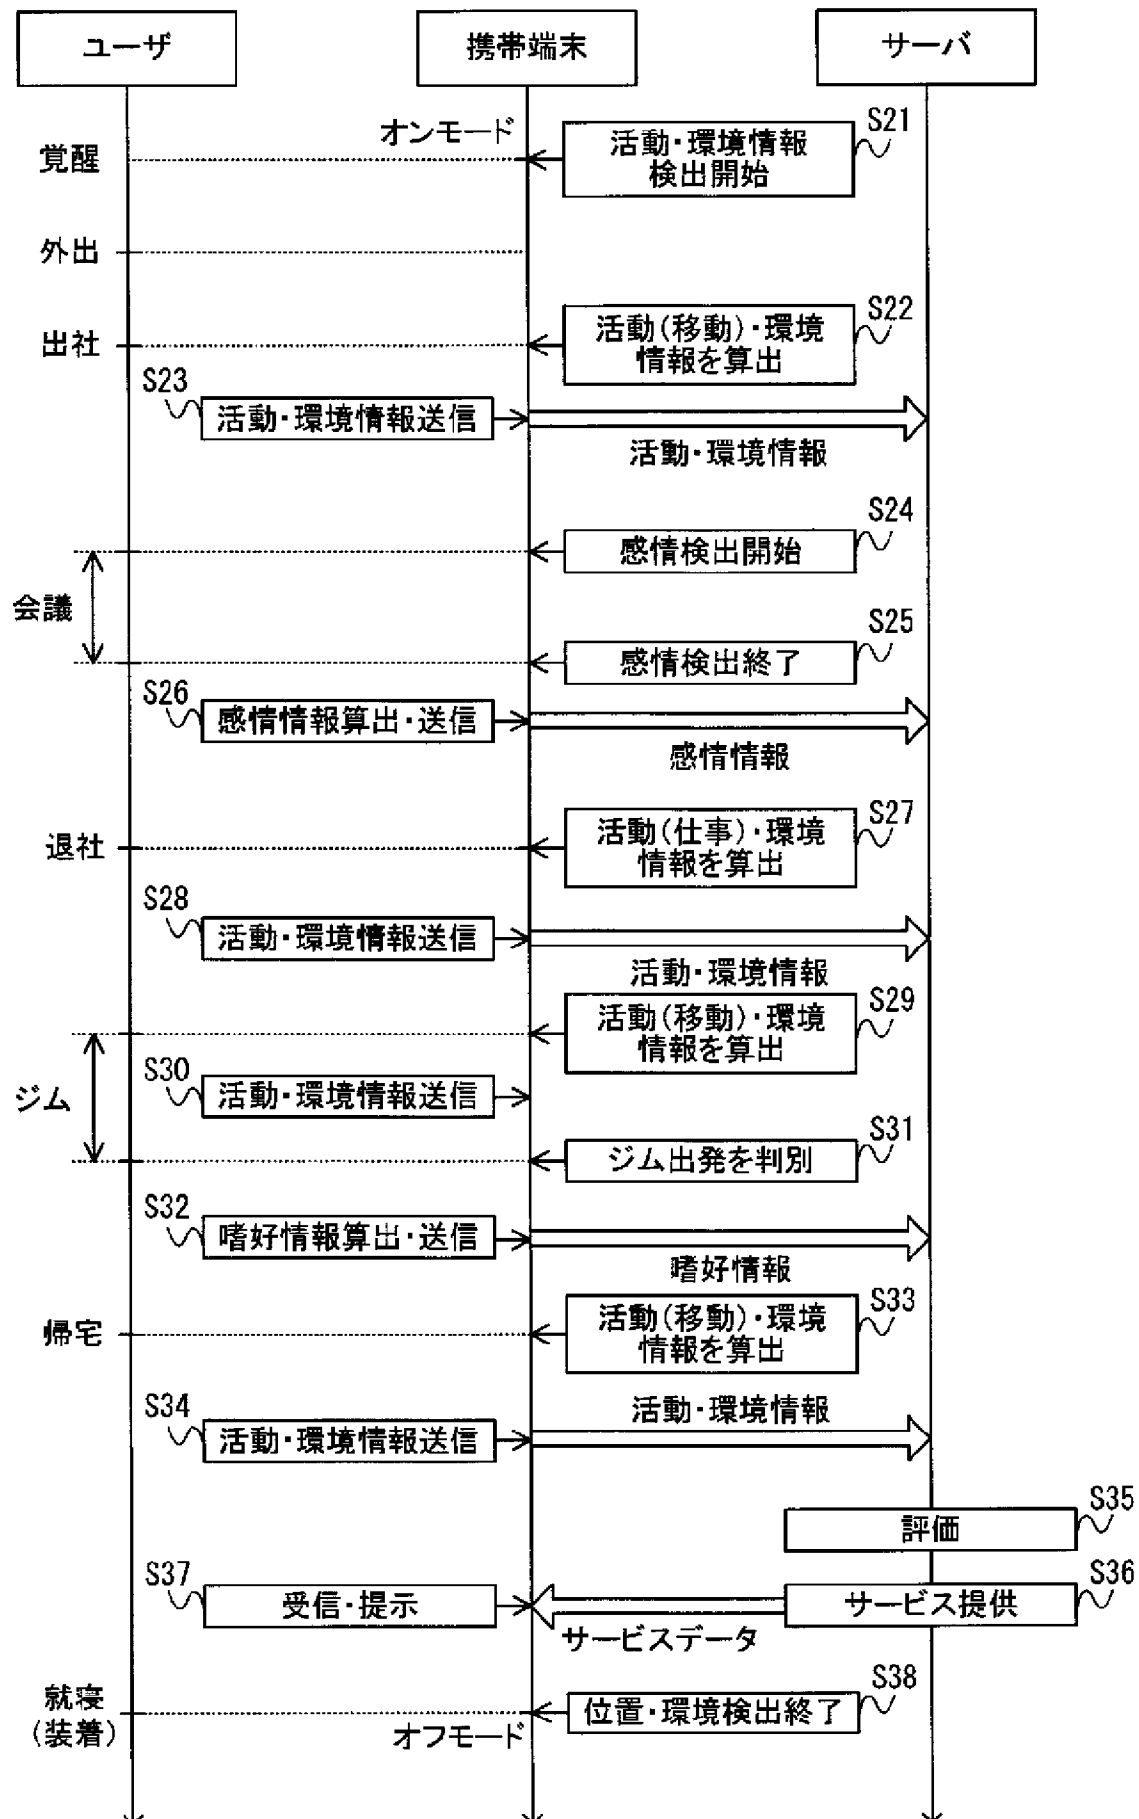 ユーザ
携帯端末
サーバ
オンモード
S21
覚醒
活動・環境情報
検出開始
外出
S22
出社
活動(移動)・環境
情報を算出
S23
活動・環境情報送信
活動・環境情報
S24
感情検出開始
会議
S25
感情検出終了
S26
感情情報算出・送信
感情情報
S27
退社
活動(仕事)・環境
情報を算出
S28
活動・環境情報送信
活動・環境情報
S29
活動(移動)・環境
情報を算出
S30
活動・環境情報送信
ジム
S31
ジム出発を判別
S32
嗜好情報算出・送信
嗜好情報
S33
帰宅
活動(移動)・環境
情報を算出
S34
活動・環境情報
活動・環境情報送信
S35
評価
S37
S36
受信・提示
サービス提供
サービスデータ
S38
就寝
(装着)
位置・環境検出終了
オフモード